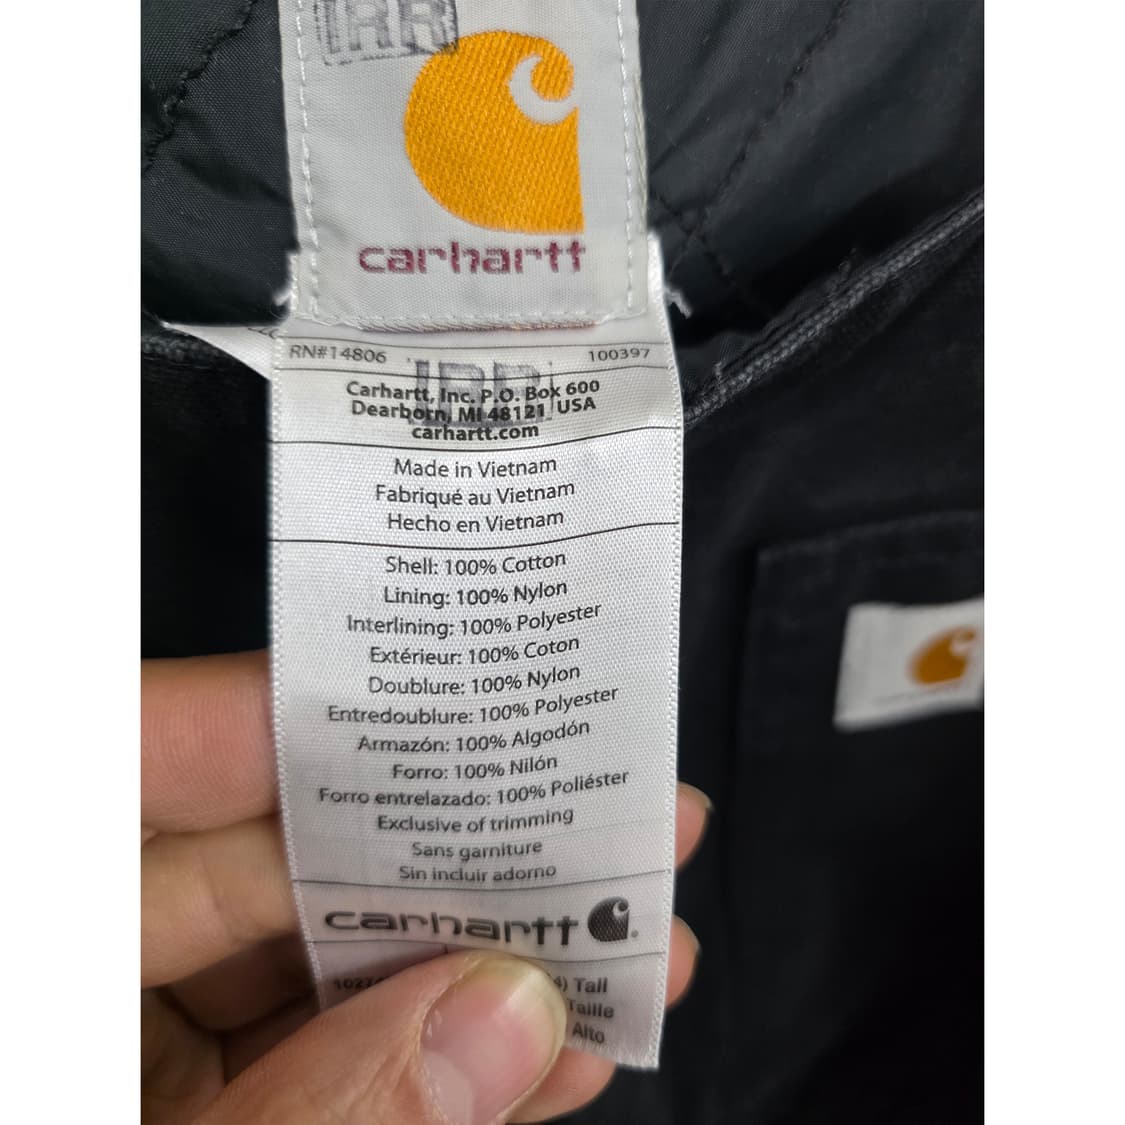 IRR
carhartt
RN#14806 100397
IRR
Carhartt, Inc. P.O. Box 600
Dearborn, MI 48121 USA
carhartt.com
Made in Vietnam
Fabriqué au Vietnam
Hecho en Vietnam
Shell: 100% Cotton
Lining: 100% Nylon
Interlining: 100% Polyester
Extérieur: 100% Coton
Doublure: 100% Nylon
Entredoublure: 100% Polyester
Armazón: 100% Algodón
Forro: 100% Nilón
Forro entrelazado: 100% Poliéster
Exclusive of trimming
Sans garniture
Sin incluir adorno
carhartt
Tall
Taille
Alto